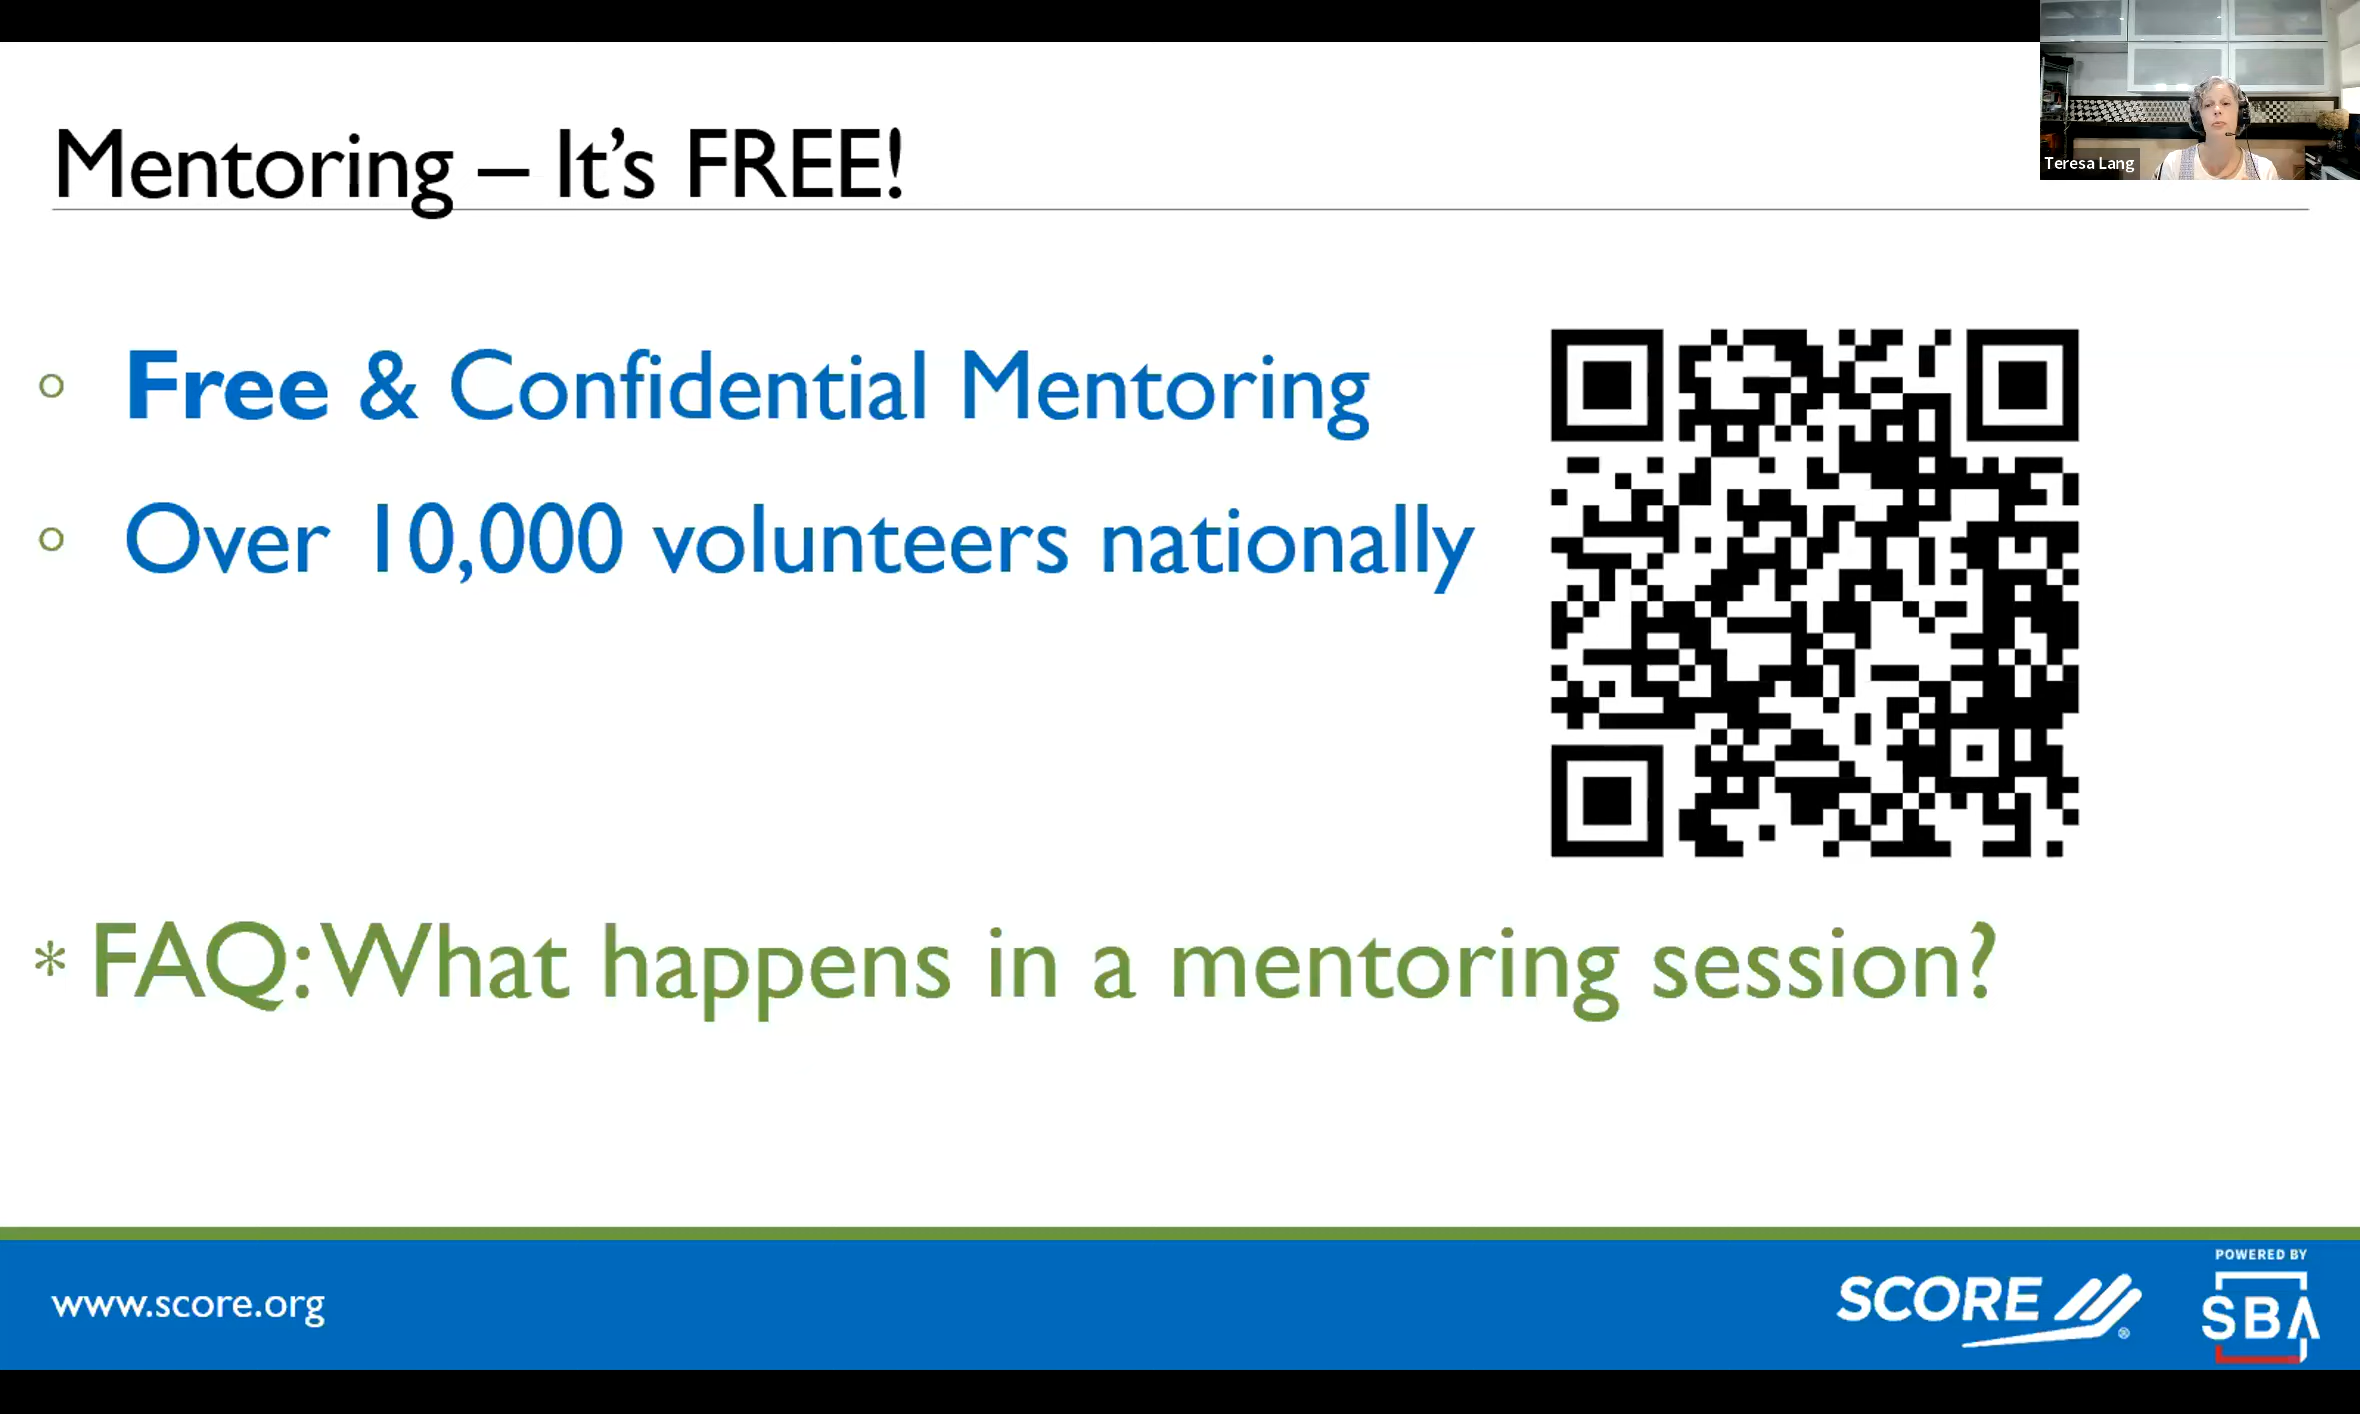 Mentoring – It's FREE!
Teresa Lang
Free & Confidential Mentoring
Over 10,000 volunteers nationally
* FAQ: What happens in a mentoring session?
www.score.org
SCORE ®
POWERED BY
SBA